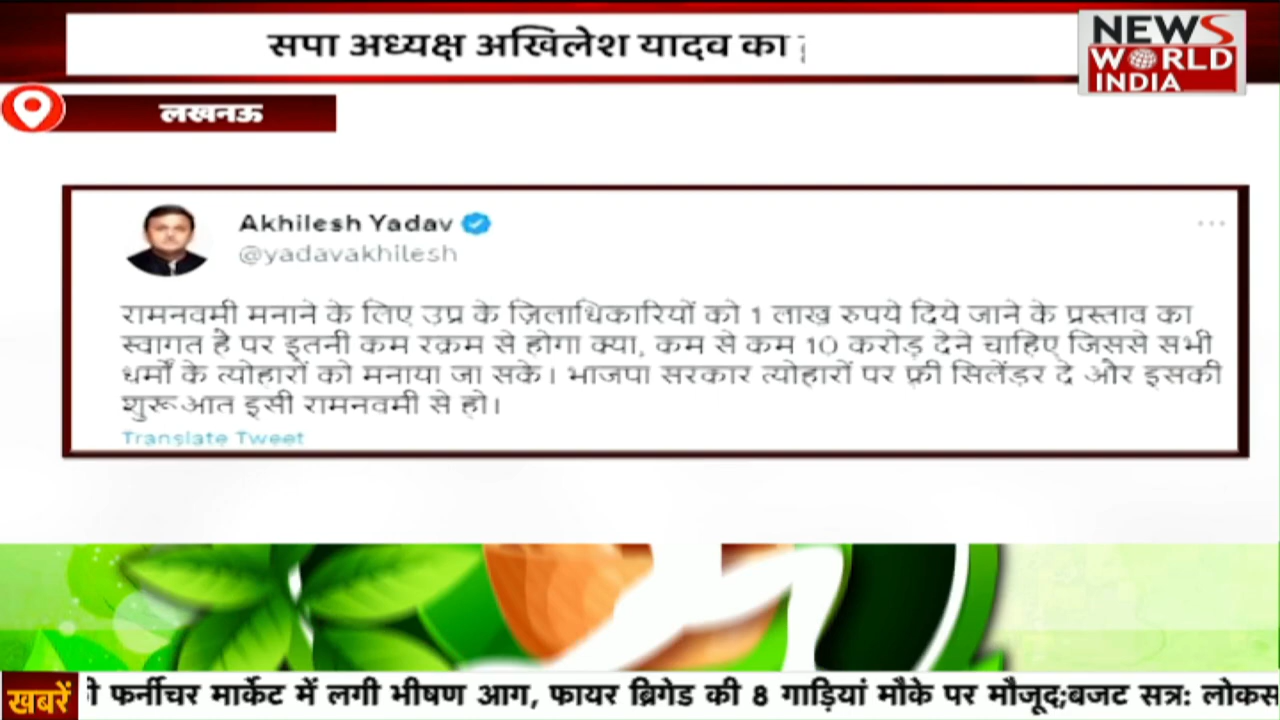 सपा अध्यक्ष अखिलेश यादव का
NEWS
WORLD
INDIA
लखनऊ
Akhilesh Yadav
@yadavakhilesh
रामनवमी मनाने के लिए उप्र के ज़िलाधिकारियों को 1 लाख रुपये दिये जाने के प्रस्ताव का
स्वागत है पर इतनी कम रक़म से होगा क्या, कम से कम 10 करोड़ देने चाहिए जिससे सभी
धर्मों के त्योहारों को मनाया जा सके। भाजपा सरकार त्योहारों पर फ़्री सिलेंडर दे और इसकी
शुरूआत इसी रामनवमी से हो।
Translate Tweet
खबरें
फर्नीचर मार्केट में लगी भीषण आग, फायर ब्रिगेड की 8 गाड़ियां मौके पर मौजूद;बजट सत्र: लोकस